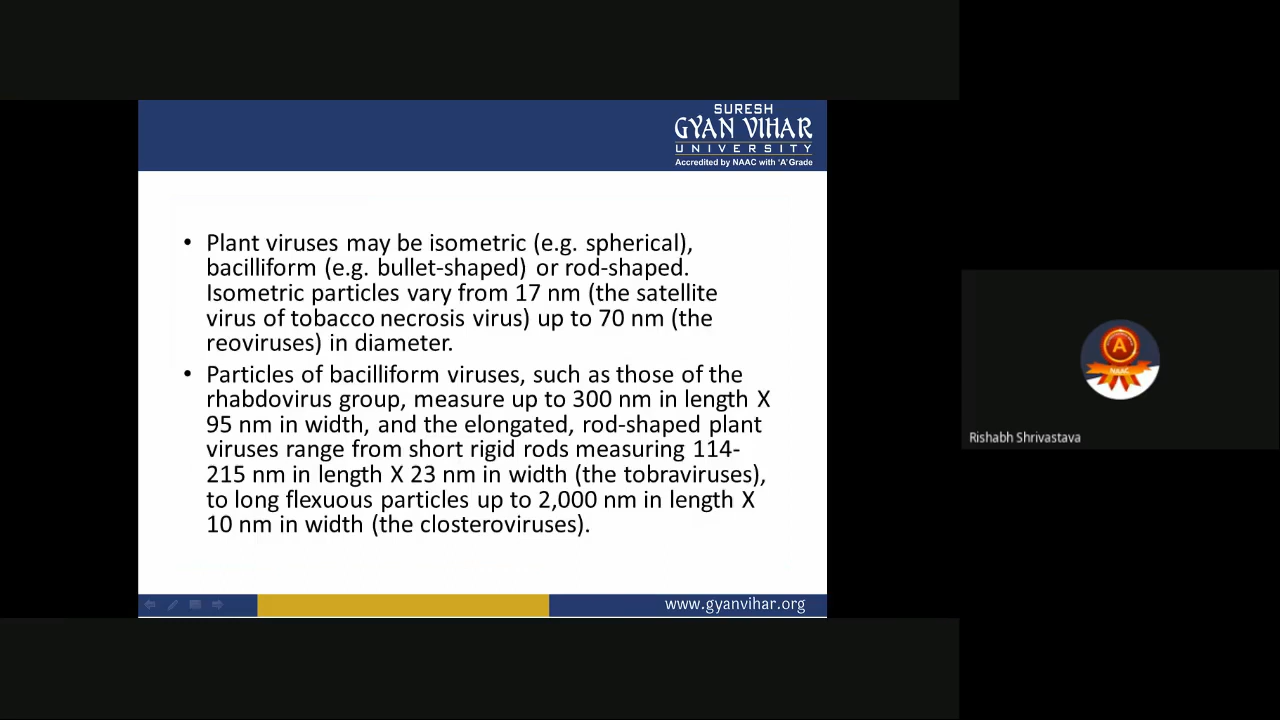 SURESH
GYAN VIHAR
UNIVERSITY
Accredited by NAAC with 'A' Grade
• Plant viruses may be isometric (e.g. spherical),
bacilliform (e.g. bullet-shaped) or rod-shaped.
Isometric particles vary from 17 nm (the satellite
virus of tobacco necrosis virus) up to 70 nm (the
reoviruses) in diameter.
• Particles of bacilliform viruses, such as those of the
rhabdovirus group, measure up to 300 nm in length X
95 nm in width, and the elongated, rod-shaped plant
viruses range from short rigid rods measuring 114-
215 nm in length X 23 nm in width (the tobraviruses),
to long flexuous particles up to 2,000 nm in length X
10 nm in width (the closteroviruses).
www.gyanvihar.org
A
NAAC
Rishabh Shrivastava